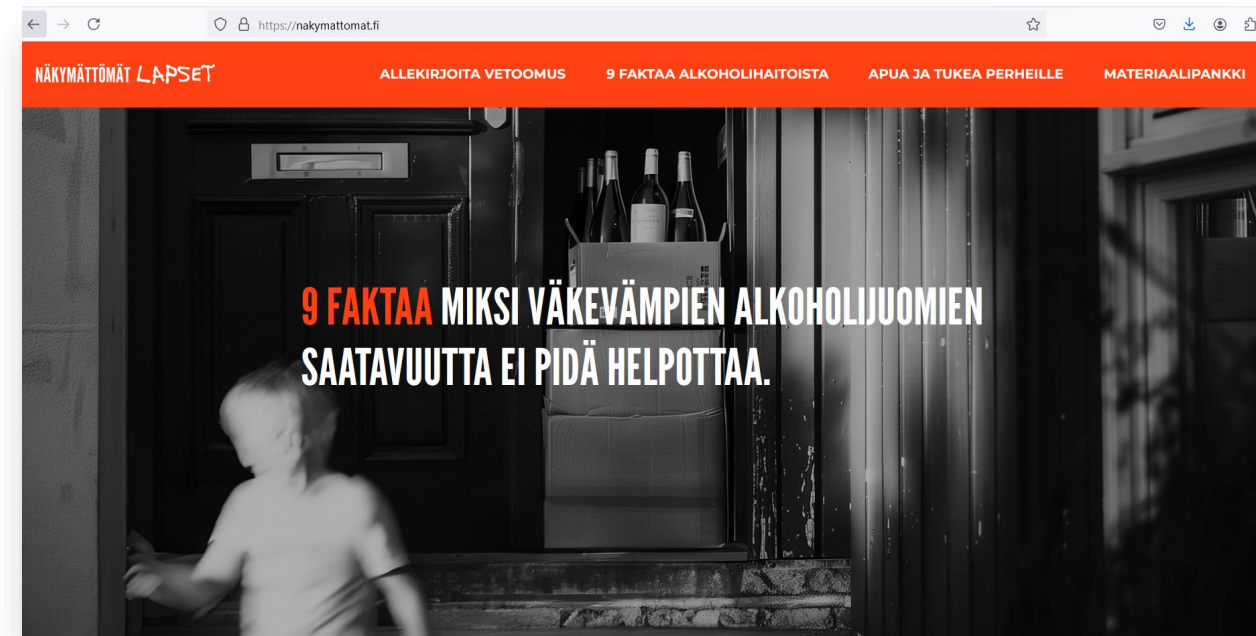 https://nakymattomat.fi
NÄKYMÄTTÖMÄT LAPSET
ALLEKIRJOITA VETOOMUS
9 FAKTAA ALKOHOLIHAITOISTA
APUA JA TUKEA PERHEILLE
MATERIAALIPANKKI
9 FAKTAA MIKSI VÄKEVÄMPIEN ALKOHOLIJUOMIEN
SAATAVUUTTA EI PIDÄ HELPOTTAA.